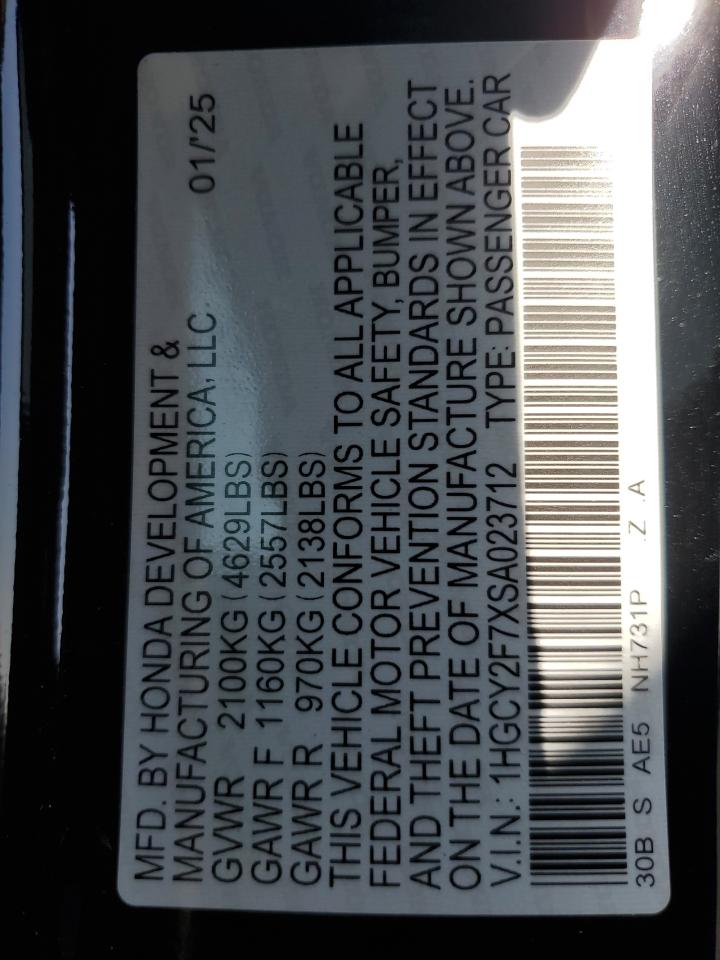 MFD. BY HONDA DEVELOPMENT &
MANUFACTURING OF AMERICA, LLC. 01/'25
GVWR 2100KG (4629LBS)
GAWR F 1160KG (2557LBS)
GAWR R 970KG (2138LBS)
THIS VEHICLE CONFORMS TO ALL APPLICABLE
FEDERAL MOTOR VEHICLE SAFETY, BUMPER,
AND THEFT PREVENTION STANDARDS IN EFFECT
ON THE DATE OF MANUFACTURE SHOWN ABOVE.
V.I.N.: 1HGCY2F7XSA023712 TYPE: PASSENGER CAR
30B S AE5 NH731P .Z .A